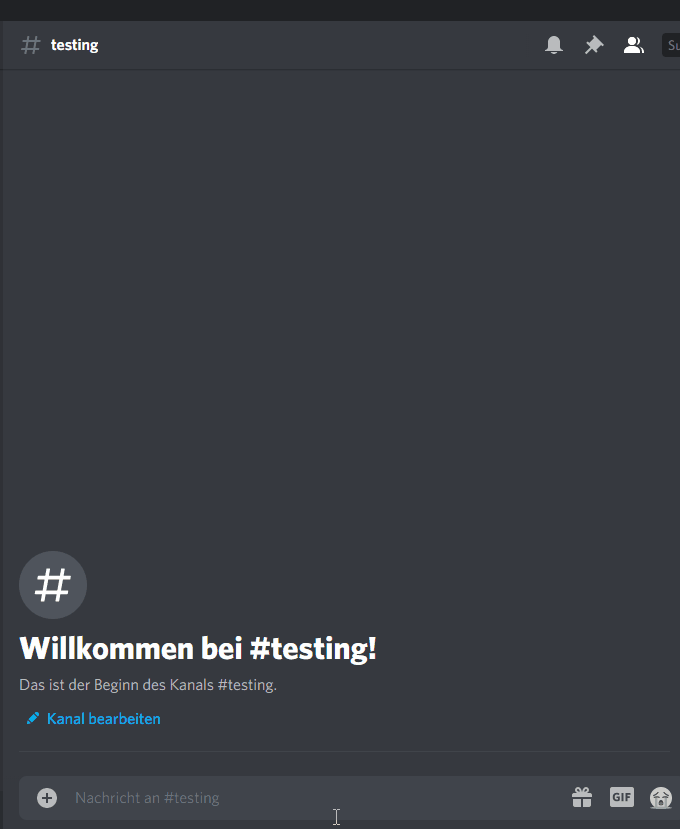 # testing
Su
#
Willkommen bei #testing!
Das ist der Beginn des Kanals #testing.
Kanal bearbeiten
Nachricht an #testing
GIF